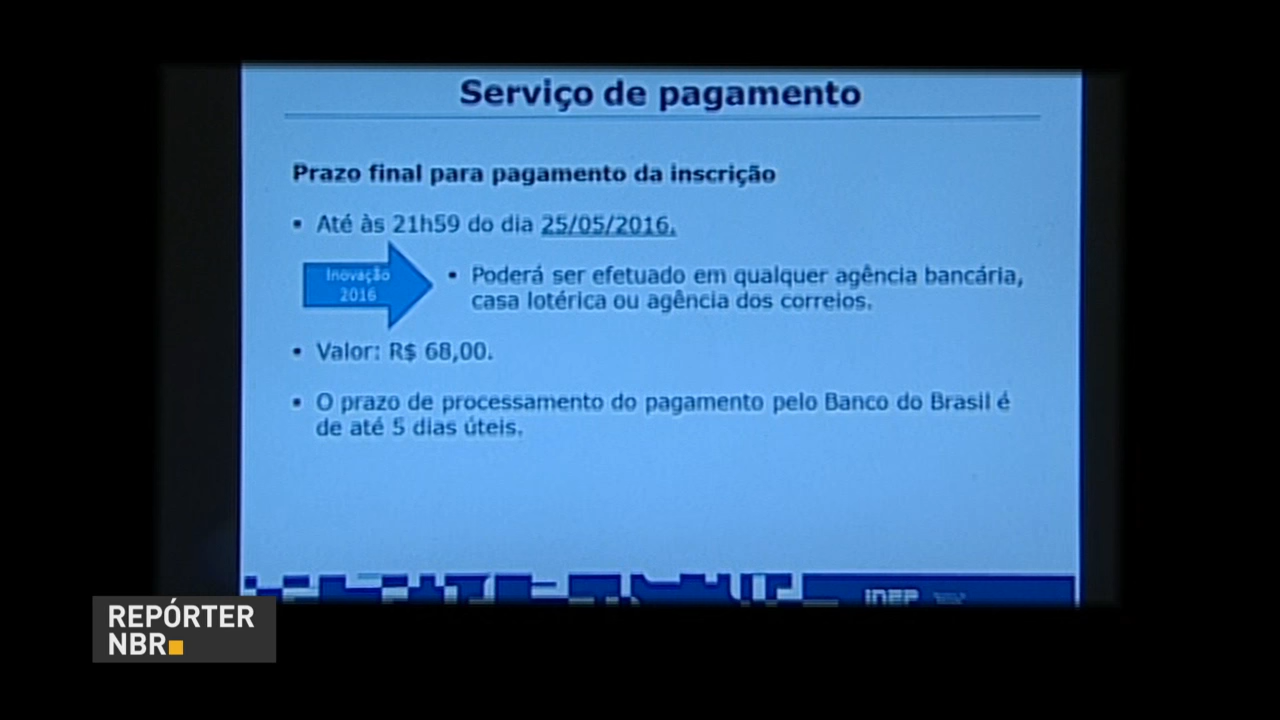 Serviço de pagamento
Prazo final para pagamento da inscrição
▪ Até às 21h59 do dia 25/05/2016.
Inovação
2016
▪ Poderá ser efetuado em qualquer agência bancária,
casa lotérica ou agência dos correios.
▪ Valor: R$ 68,00.
▪ O prazo de processamento do pagamento pelo Banco do Brasil é
de até 5 dias úteis.
INEP
REPÓRTER
NBR